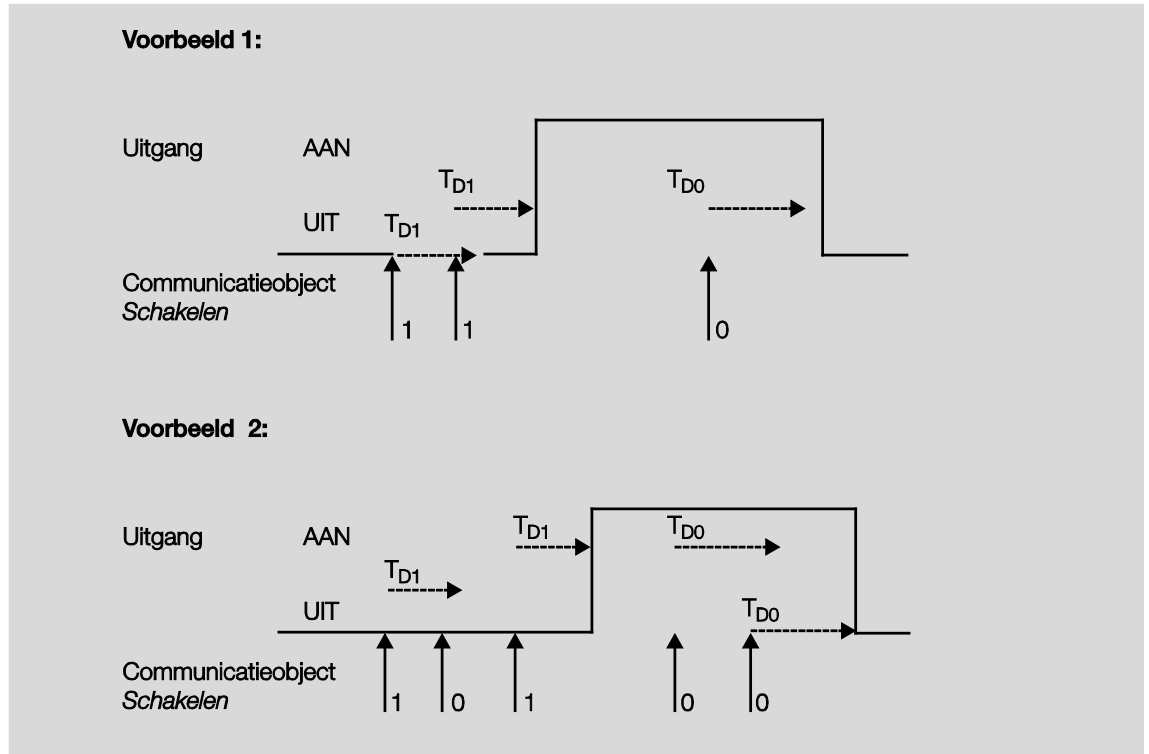 Voorbeeld 1:
Uitgang AAN
T_D1 T_D0
UIT T_D1
Communicatieobject
Schakelen
1 1 0
Voorbeeld 2:
Uitgang AAN T_D1 T_D0
T_D1
UIT T_D0
Communicatieobject
Schakelen
1 0 1 0 0